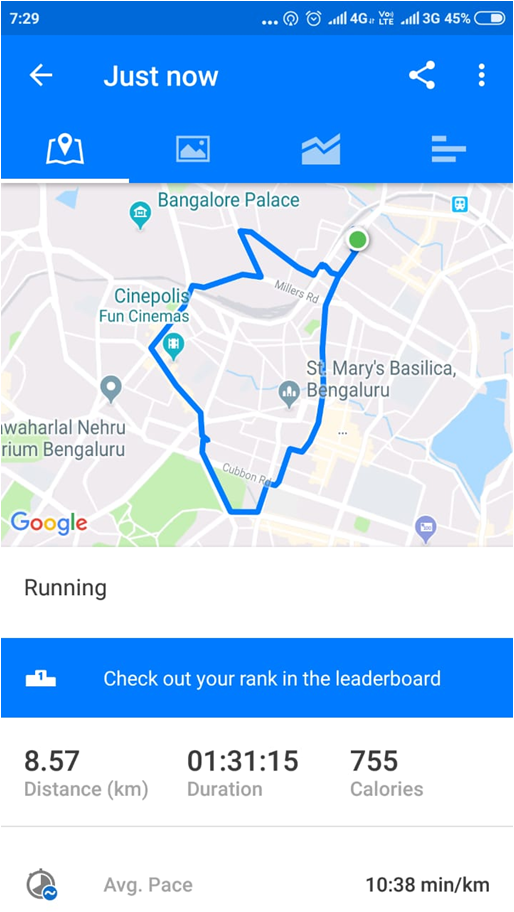 7:29
... 4G Vo) LTE 3G 45%
Just now
Bangalore Palace
Millers Rd
Cinepolis
Fun Cinemas
St. Mary's Basilica,
Bengaluru
...
awaharlal Nehru
rium Bengaluru
Cubbon Rd
Google
Running
1
Check out your rank in the leaderboard
8.57 01:31:15 755
Distance (km) Duration Calories
Avg. Pace 10:38 min/km